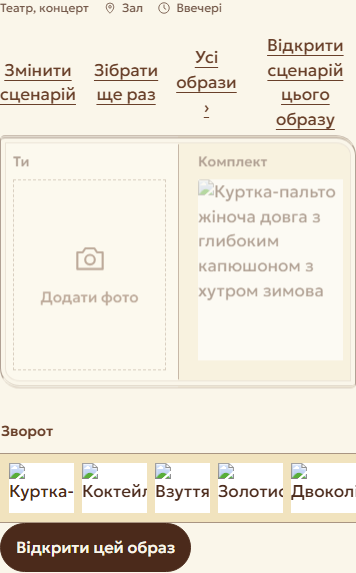 Театр, концерт Зал Ввечері
Змінити сценарій
Зібрати ще раз
Усі образи ›
Відкрити сценарій цього образу
Ти
Комплект
Додати фото
Куртка-пальто
жіноча довга з
глибоким
капюшоном з
хутром зимова
Зворот
Куртка- Коктейл Взуття Золотис Двоколі
Відкрити цей образ